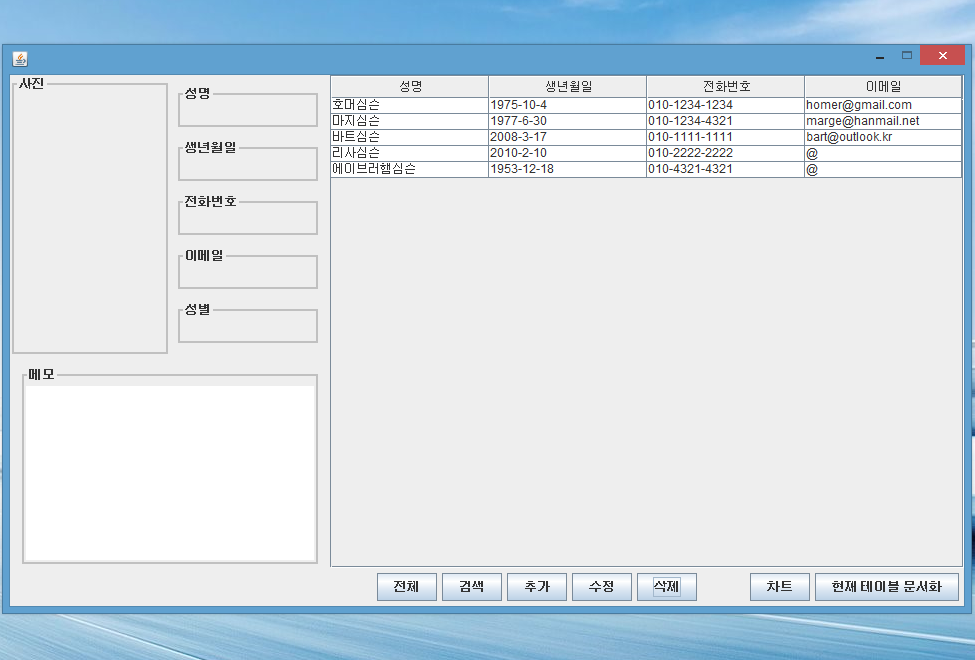 사진
성명
생년월일
전화번호
이메일
성별
메모
성명 생년월일 전화번호 이메일
호머심슨 1975-10-4 010-1234-1234 homer@gmail.com
마지심슨 1977-6-30 010-1234-4321 marge@hanmail.net
바트심슨 2008-3-17 010-1111-1111 bart@outlook.kr
리사심슨 2010-2-10 010-2222-2222 @
에이브러햄심슨 1953-12-18 010-4321-4321 @
전체 검색 추가 수정 삭제 차트 현재 테이블 문서화